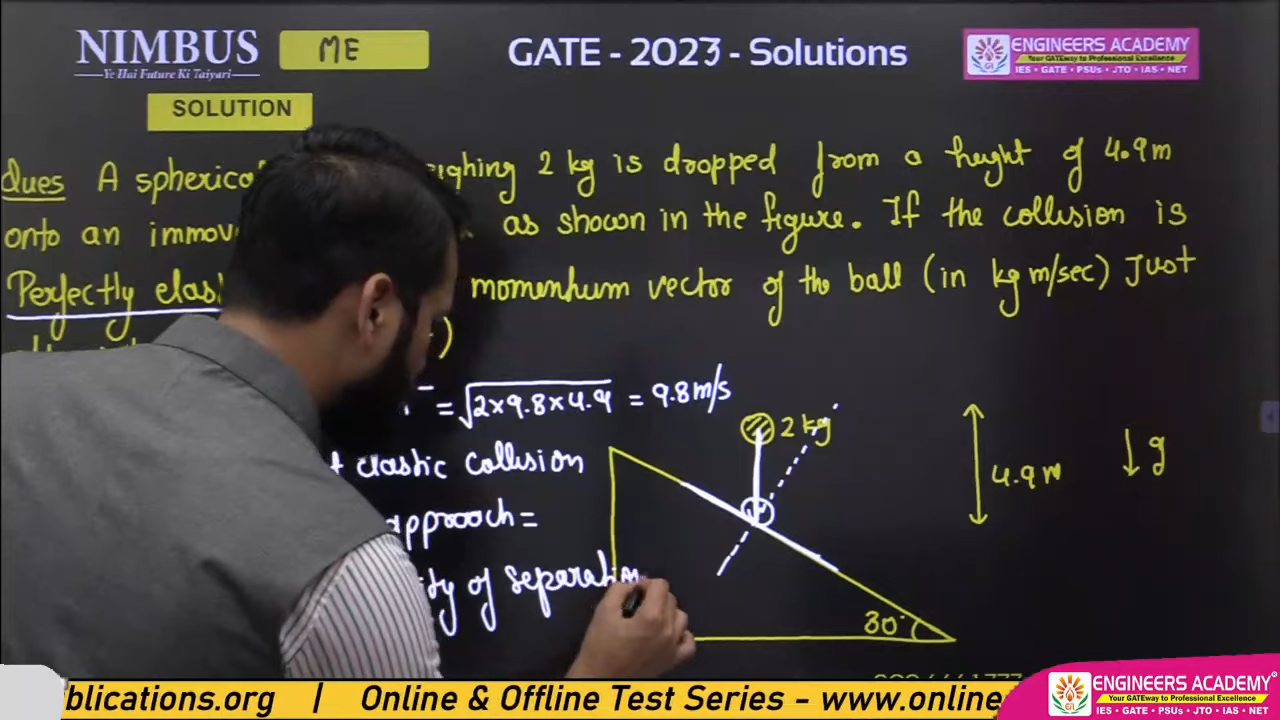 NIMBUS
Ye Hai Future Ki Taiyari
ME
GATE - 2023 - Solutions
ENGINEERS ACADEMY
Your GATEway to Professional Excellence
IES • GATE • PSUs • JTO • IAS • NET
SOLUTION
Ques A spherica ighing 2 kg is dropped from a height of 4.9m
onto an immov as shown in the figure. If the collision is
Perfectly elas momentum vector of the ball (in kg m/sec) Just
)
= √2×9.8×4.9 = 9.8m/s
2 kg
4.9m
↓ g
t elastic collision
approach =
ity of separation
30°
blications.org | Online & Offline Test Series - www.online
ENGINEERS ACADEMY
Your GATEway to Professional Excellence
IES • GATE • PSUs • JTO • IAS • NET